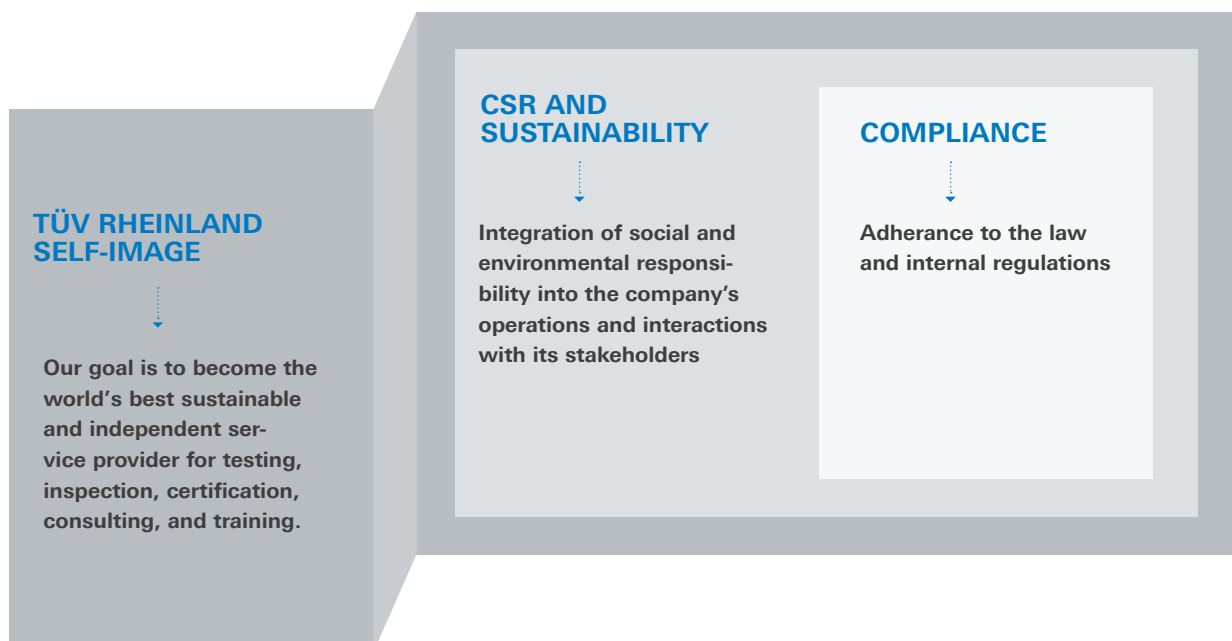 TÜV RHEINLAND
SELF-IMAGE
Our goal is to become the
world's best sustainable
and independent ser-
vice provider for testing,
inspection, certification,
consulting, and training.
CSR AND
SUSTAINABILITY
Integration of social and
environmental responsi-
bility into the company's
operations and interactions
with its stakeholders
COMPLIANCE
Adherance to the law
and internal regulations